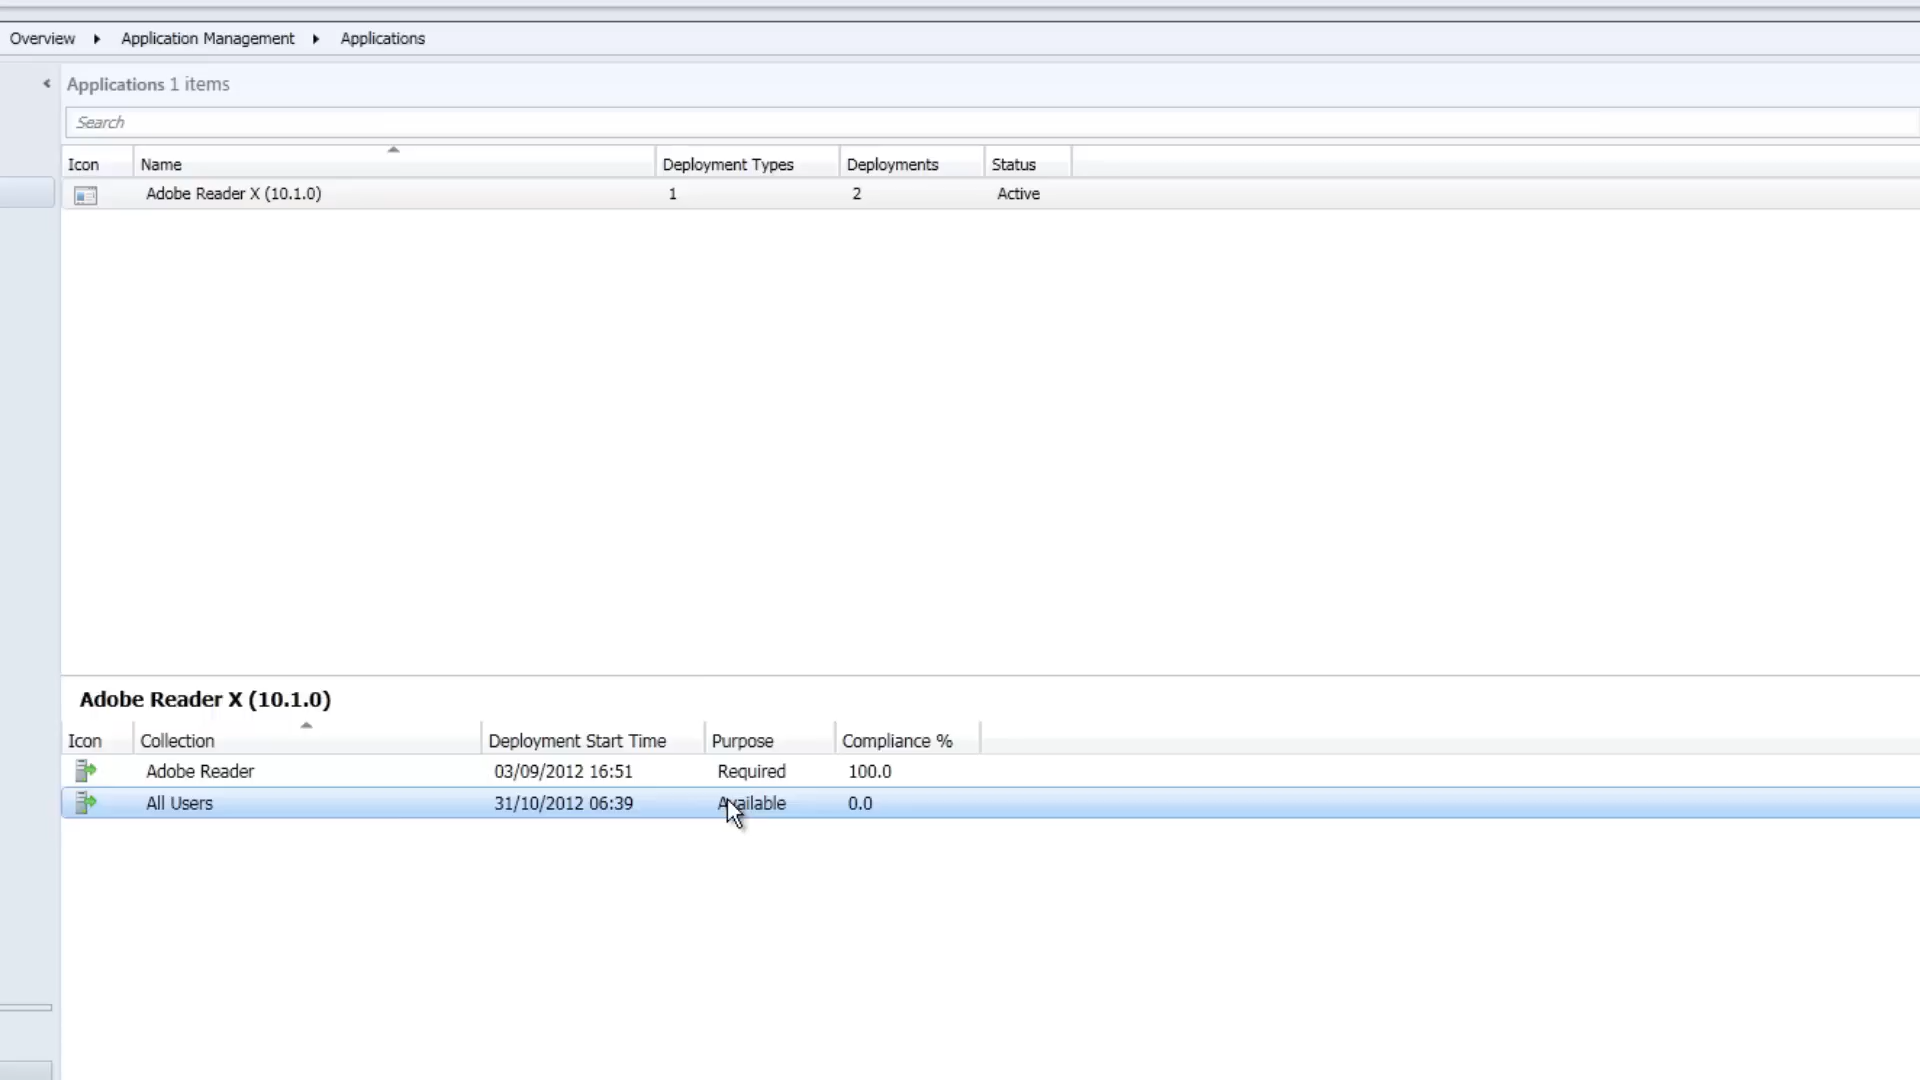 Overview ▸ Application Management ▸ Applications
Applications 1 items
Search
Icon Name Deployment Types Deployments Status
Adobe Reader X (10.1.0) 1 2 Active
Adobe Reader X (10.1.0)
Icon Collection Deployment Start Time Purpose Compliance %
Adobe Reader 03/09/2012 16:51 Required 100.0
All Users 31/10/2012 06:39 Available 0.0